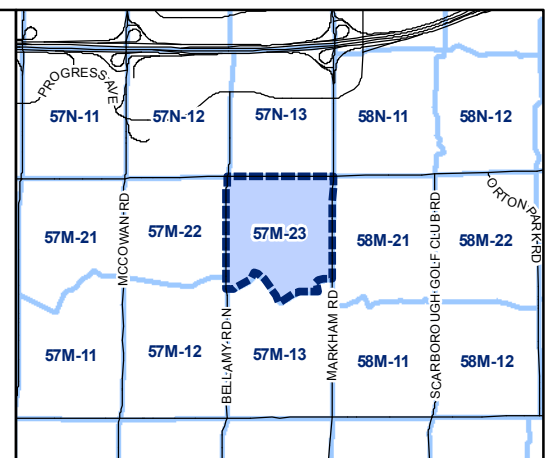 PROGRESS AVE
57N-11
57N-12
57N-13
58N-11
58N-12
ORTON PARK RD
57M-21
MCCOWAN RD
57M-22
57M-23
58M-21
SCARBOROUGH GOLF CLUB RD
58M-22
BELLAMY RD N
MARKHAM RD
57M-11
57M-12
57M-13
58M-11
58M-12